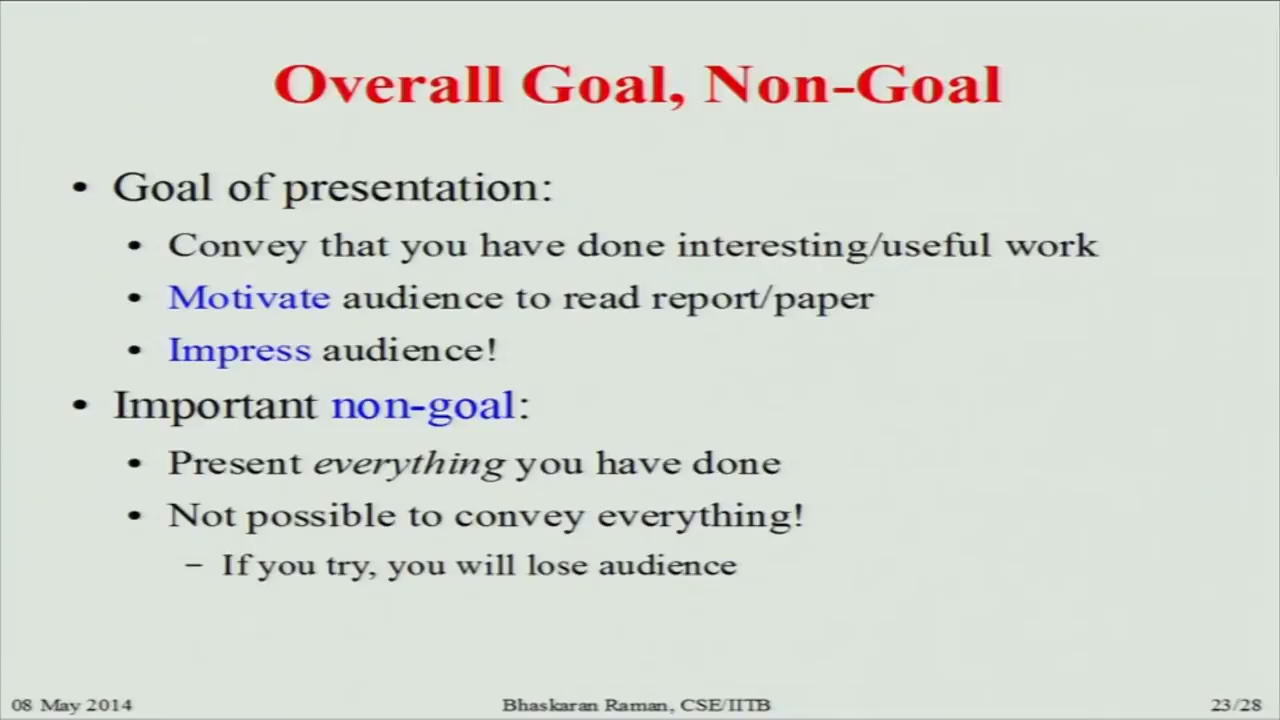 Overall Goal, Non-Goal
• Goal of presentation:
• Convey that you have done interesting/useful work
• Motivate audience to read report/paper
• Impress audience!
• Important non-goal:
• Present everything you have done
• Not possible to convey everything!
– If you try, you will lose audience
08 May 2014 Bhaskaran Raman, CSE/IITB 23/28